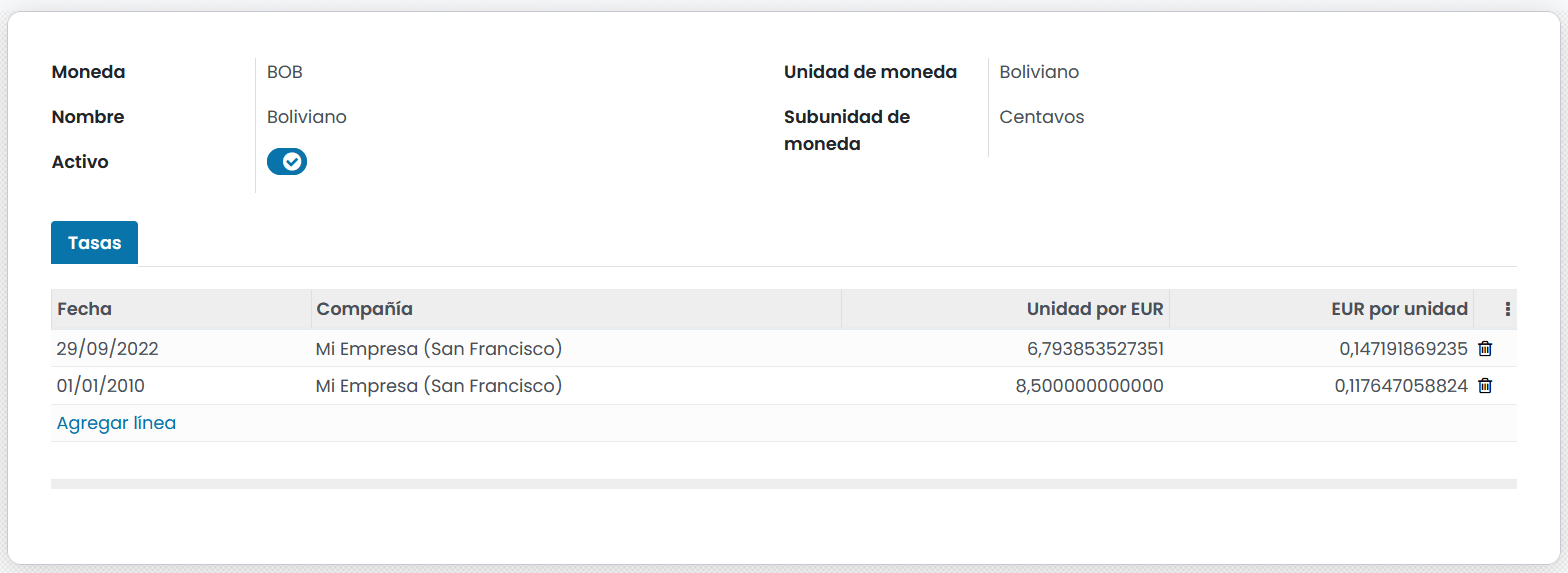 Moneda BOB Unidad de moneda Boliviano
Nombre Boliviano Subunidad de moneda Centavos
Activo
Tasas
Fecha Compañía Unidad por EUR EUR por unidad
29/09/2022 Mi Empresa (San Francisco) 6,793853527351 0,147191869235
01/01/2010 Mi Empresa (San Francisco) 8,500000000000 0,117647058824
Agregar línea